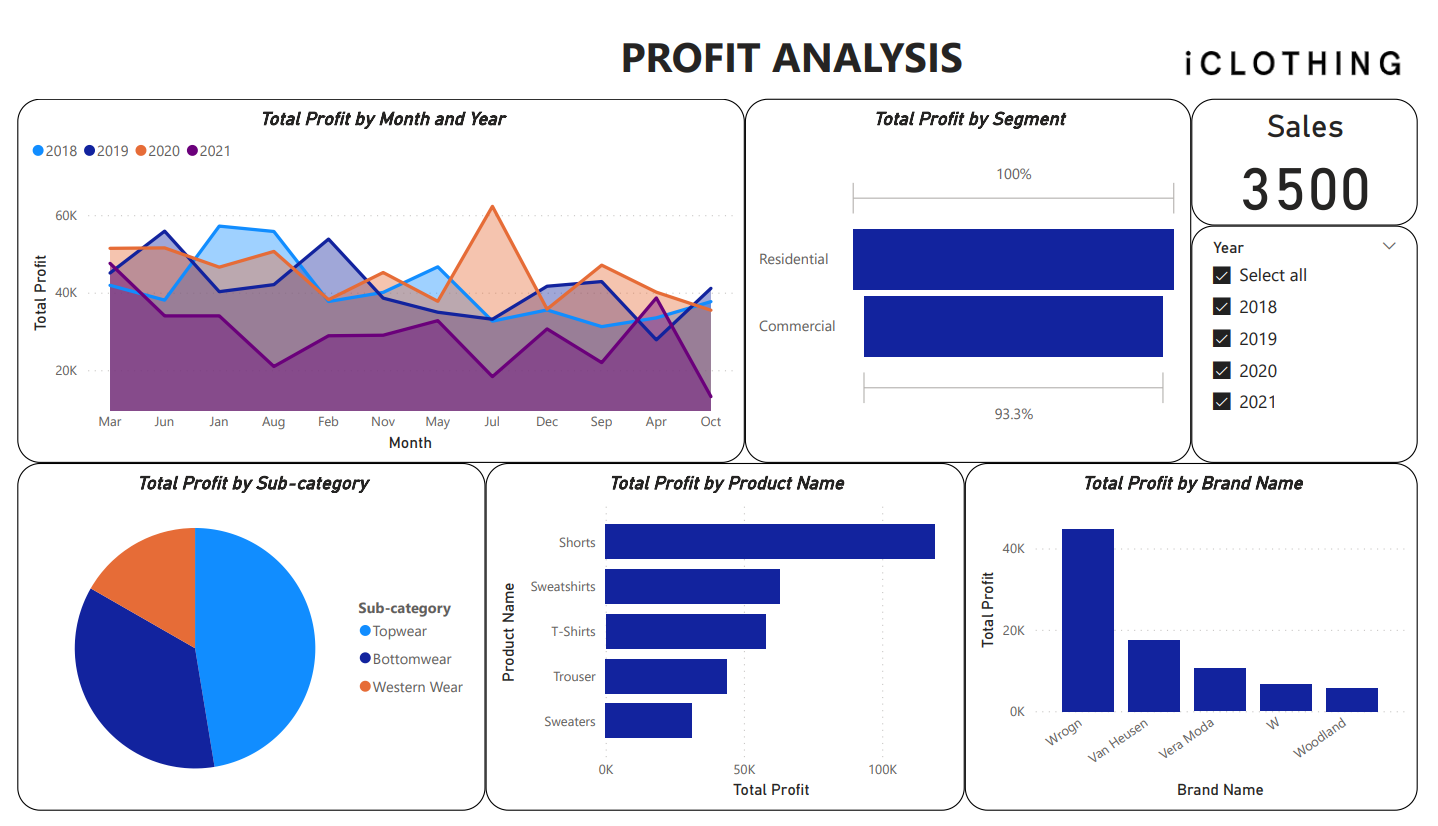 PROFIT ANALYSIS
iCLOTHING
Total Profit by Month and Year
2018 2019 2020 2021
60K
40K
20K
Total Profit
Mar Jun Jan Aug Feb Nov May Jul Dec Sep Apr Oct
Month
Total Profit by Segment
100%
Residential
Commercial
93.3%
Sales
3500
Year
Select all
2018
2019
2020
2021
Total Profit by Sub-category
Sub-category
Topwear
Bottomwear
Western Wear
Total Profit by Product Name
Product Name
Shorts
Sweatshirts
T-Shirts
Trouser
Sweaters
0K 50K 100K
Total Profit
Total Profit by Brand Name
Total Profit
40K
20K
0K
Wrogn Van Heusen Vera Moda W Woodland
Brand Name